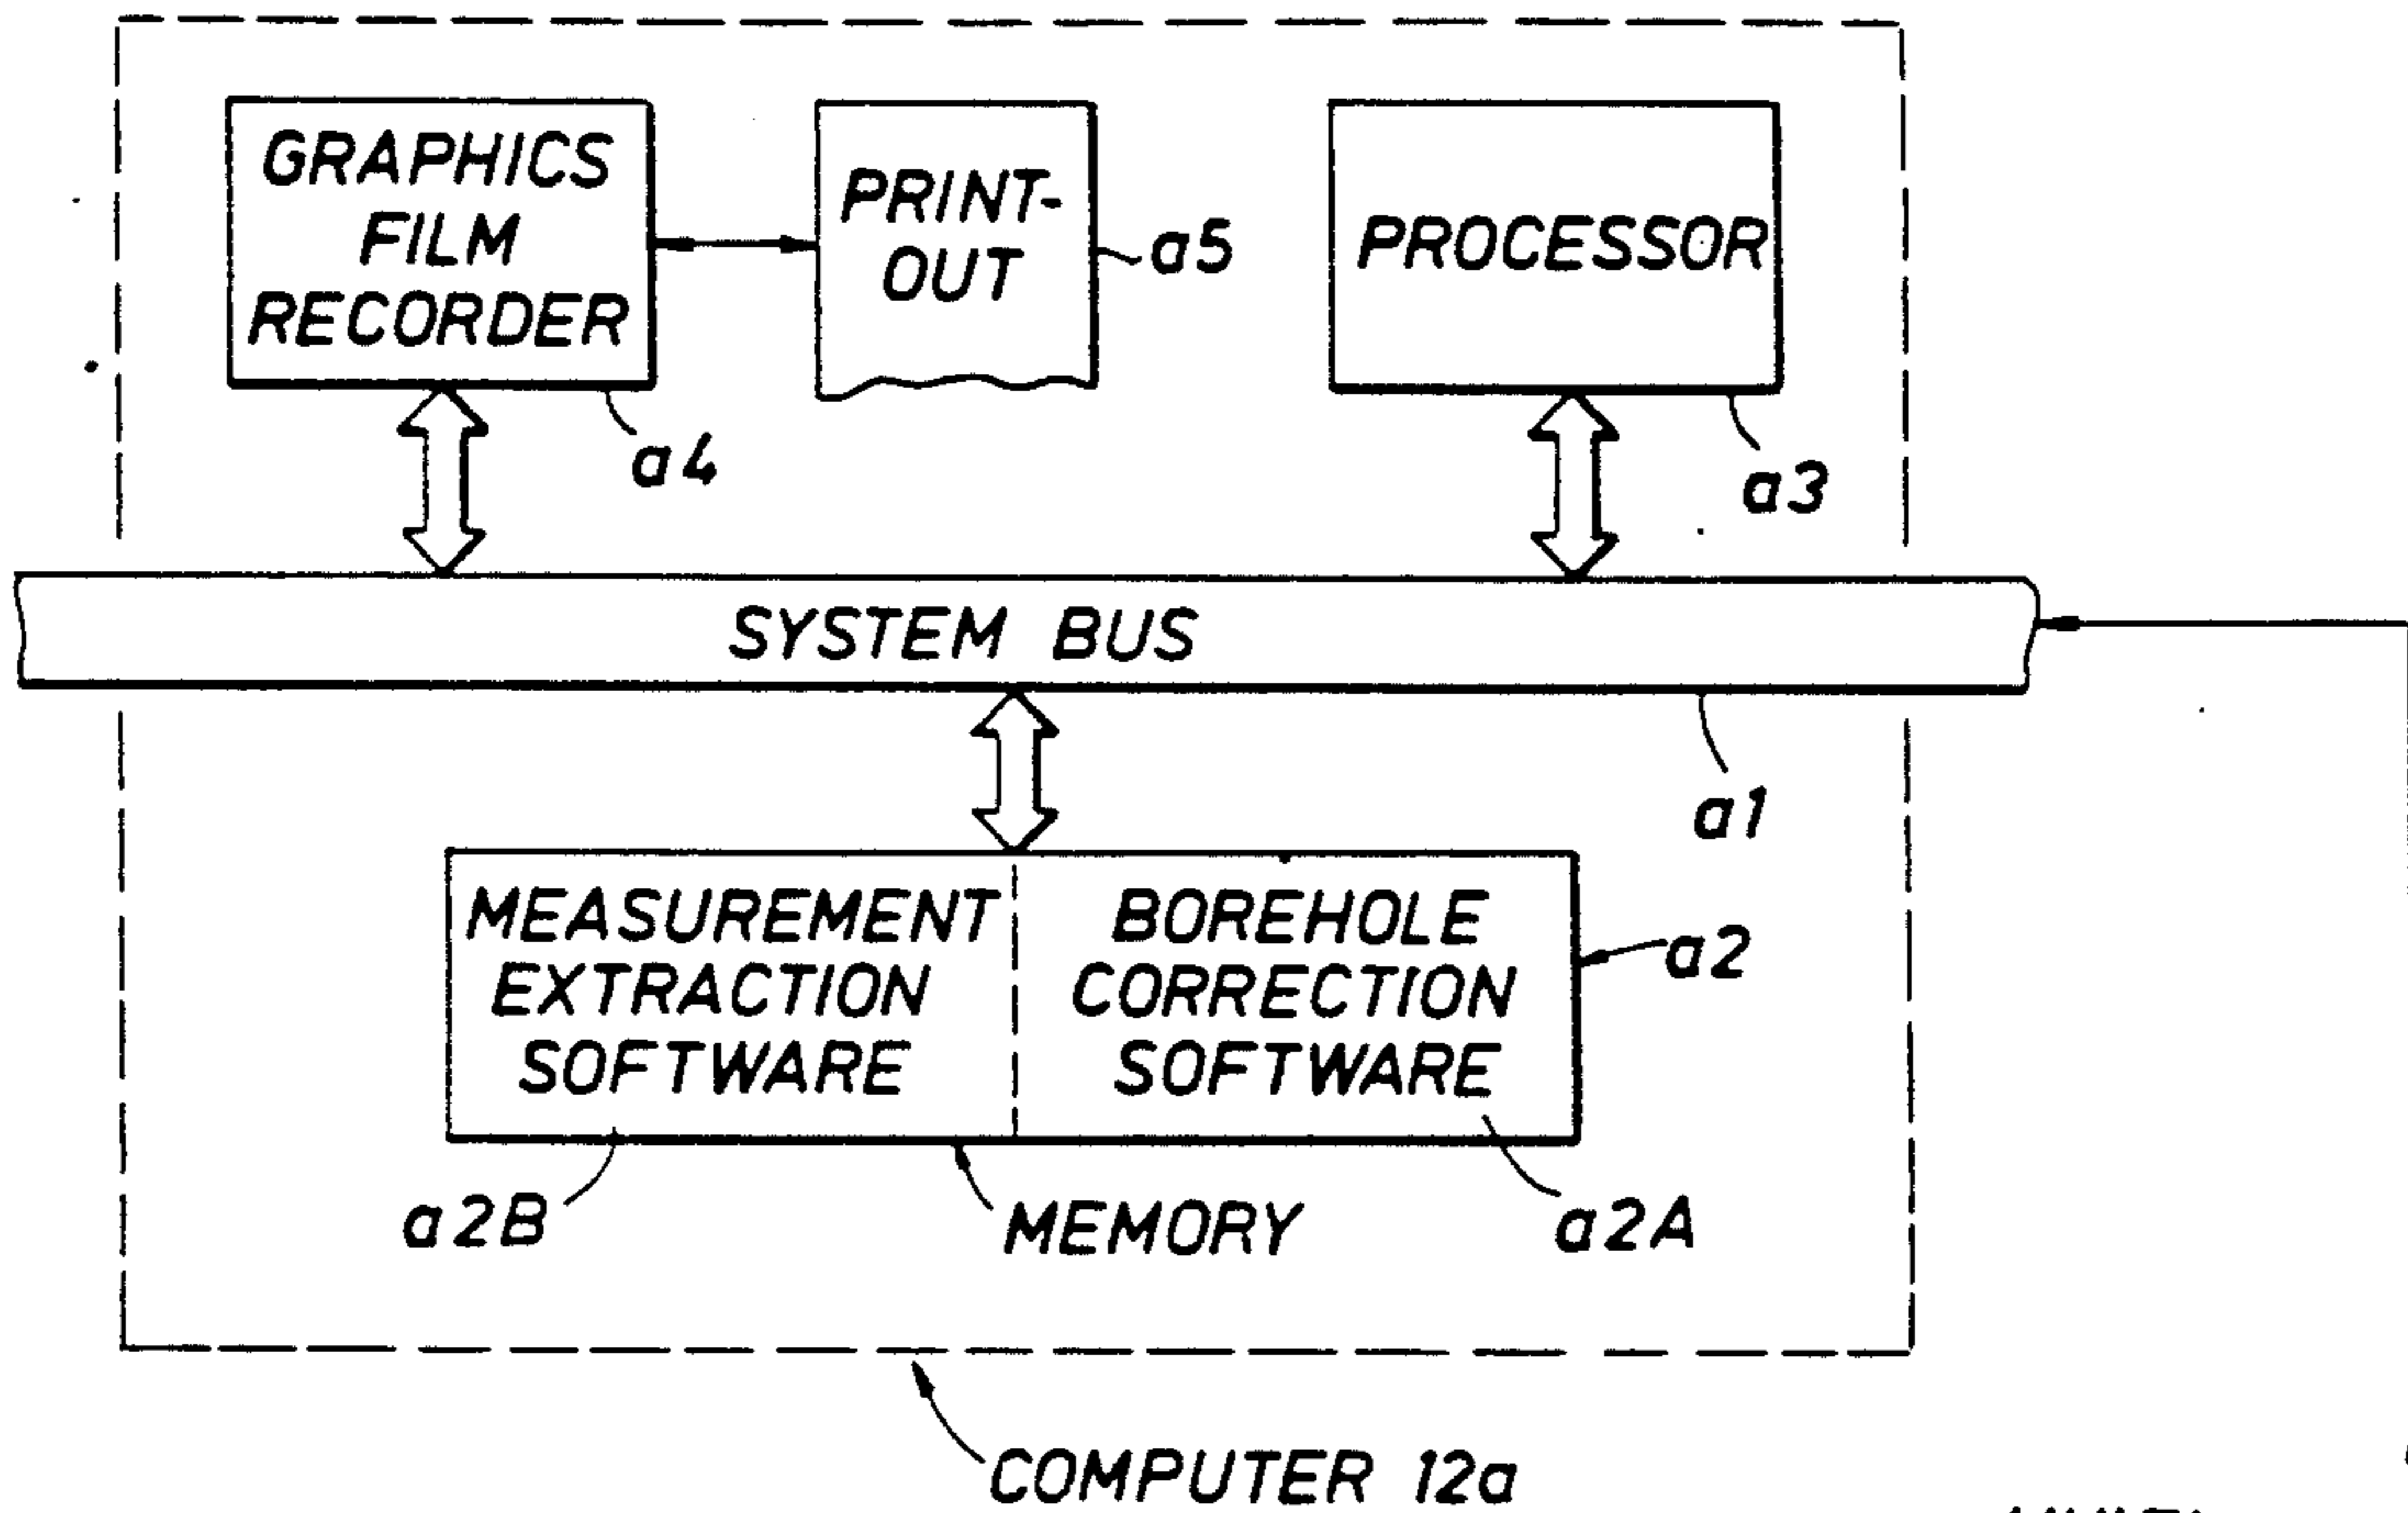 GRAPHICS
FILM
RECORDER
PRINT-
OUT
a5
PROCESSOR
a4
a3
SYSTEM BUS
a1
MEASUREMENT
EXTRACTION
SOFTWARE
BOREHOLE
CORRECTION
SOFTWARE
a2
a2B
MEMORY
a2A
COMPUTER 12a